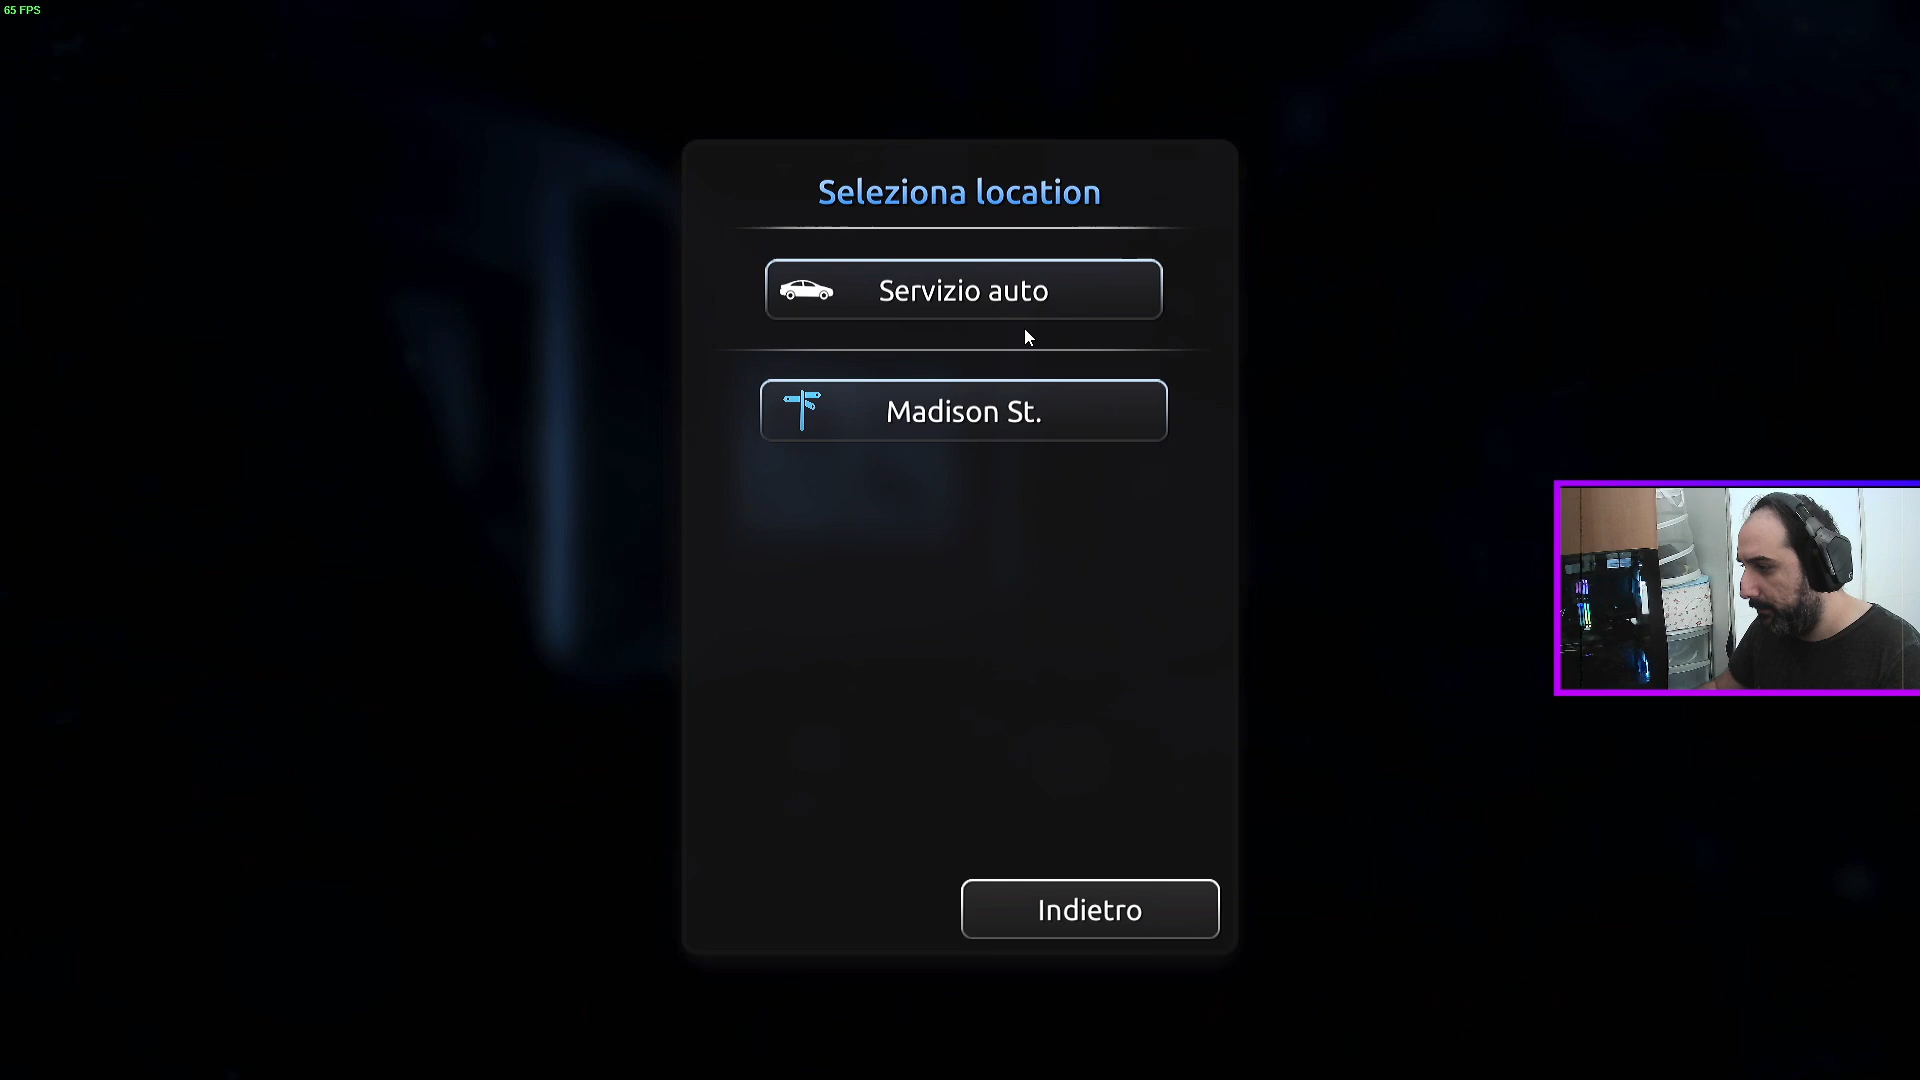 65 FPS
Seleziona location
Servizio auto
Madison St.
Indietro